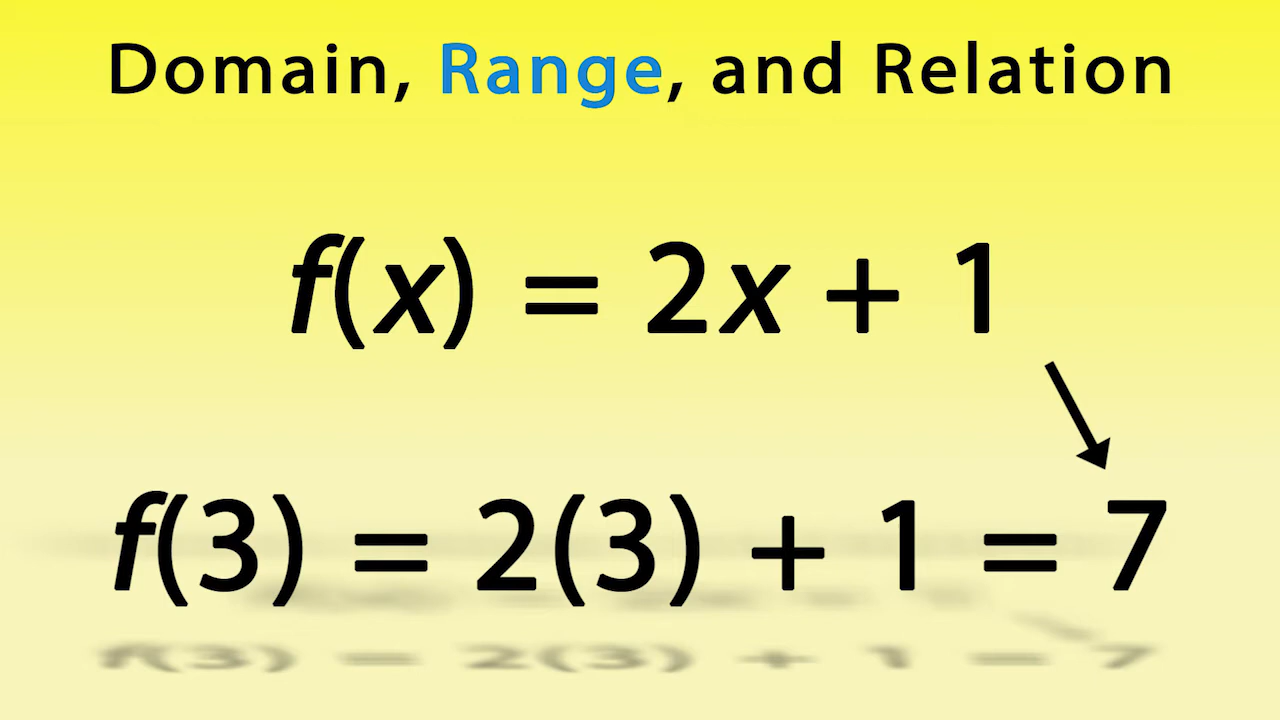 Domain, Range, and Relation
f(x) = 2x + 1
f(3) = 2(3) + 1 = 7